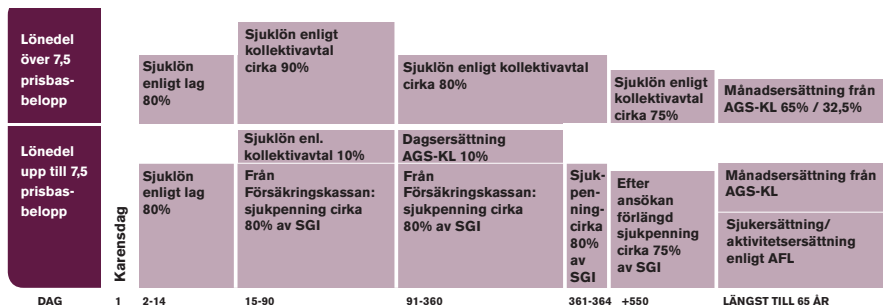 Lönedel
över 7,5
prisbas-
belopp
Sjuklön
enligt lag
80%
Sjuklön enligt
kollektivavtal
cirka 90%
Sjuklön enligt kollektivavtal
cirka 80%
Sjuklön enligt
kollektivavtal
cirka 75%
Månadsersättning från
AGS-KL 65% / 32,5%
Lönedel
upp till 7,5
prisbas-
belopp
Karensdag
Sjuklön
enligt lag
80%
Sjuklön enl.
kollektivavtal 10%
Från
Försäkringskassan:
sjukpenning cirka
80% av SGI
Dagsersättning
AGS-KL 10%
Från
Försäkringskassan:
sjukpenning cirka
80% av SGI
Sjuk-
pen-
ning-
cirka
80%
av
SGI
Efter
ansökan
förlängd
sjukpenning
cirka 75%
av SGI
Månadsersättning från
AGS-KL
Sjukersättning/
aktivitetsersättning
enligt AFL
DAG 1 2-14 15-90 91-360 361-364 +550 LÄNGST TILL 65 ÅR